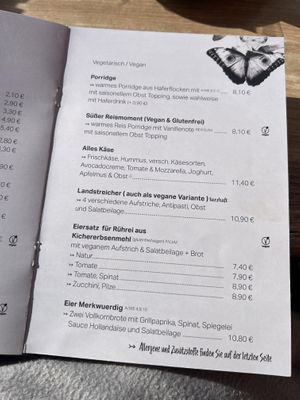 Vegetarisch / Vegan
Porridge
↣ warmes Porridge aus Haferflocken mit
mit saisonellem Obst Topping, sowie wahlweise
mit Haferdrink (+ 0,90 €) 8,10 €
Süßer Reismoment (Vegan & Glutenfrei)
↣ warmes Reis Porridge mit Vanillenote
mit saisonellem Obst Topping 8,10 €
Alles Käse
↣ Frischkäse, Hummus, versch. Käsesorten,
Avocadocreme, Tomate & Mozzarella, Joghurt,
Apfelmus & Obst 11,40 €
Landstreicher ( auch als vegane Variante ) herzhaft
↣ 4 verschiedene Aufstriche, Antipasti, Obst
und Salatbeilage 10,90 €
Eiersatz für Rührei aus
Kichererbsenmehl
mit veganem Aufstrich & Salatbeilage + Brot
↣ Natur 7,40 €
↣ Tomate 7,90 €
↣ Tomate, Spinat 8,90 €
↣ Zucchini, Pilze 8,90 €
Eier Merkwuerdig
↣ Zwei Vollkornbrote mit Grillpaprika, Spinat, Spiegelei
Sauce Hollandaise und Salatbeilage 10,80 €
↣ Allergene und Zusatzstoffe finden Sie auf der letzten Seite
2,10 €
2,90 €
3,30 €
4,90 €
5,40 €